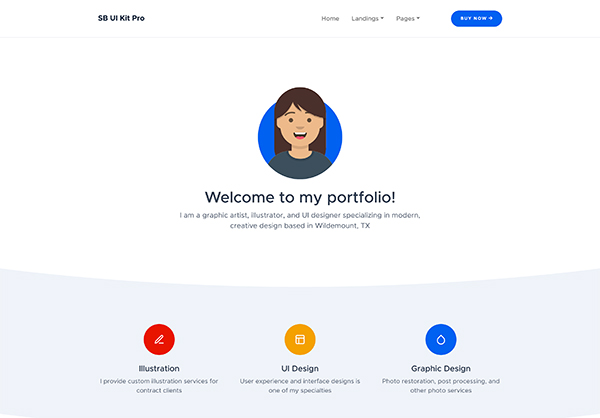 SB UI Kit Pro
Home Landings Pages BUY NOW
Welcome to my portfolio!
I am a graphic artist, illustrator, and UI designer specializing in modern,
creative design based in Wildemount, TX
Illustration
I provide custom illustration services for
contract clients
UI Design
User experience and interface designs is
one of my specialties
Graphic Design
Photo restoration, post processing, and
other photo services